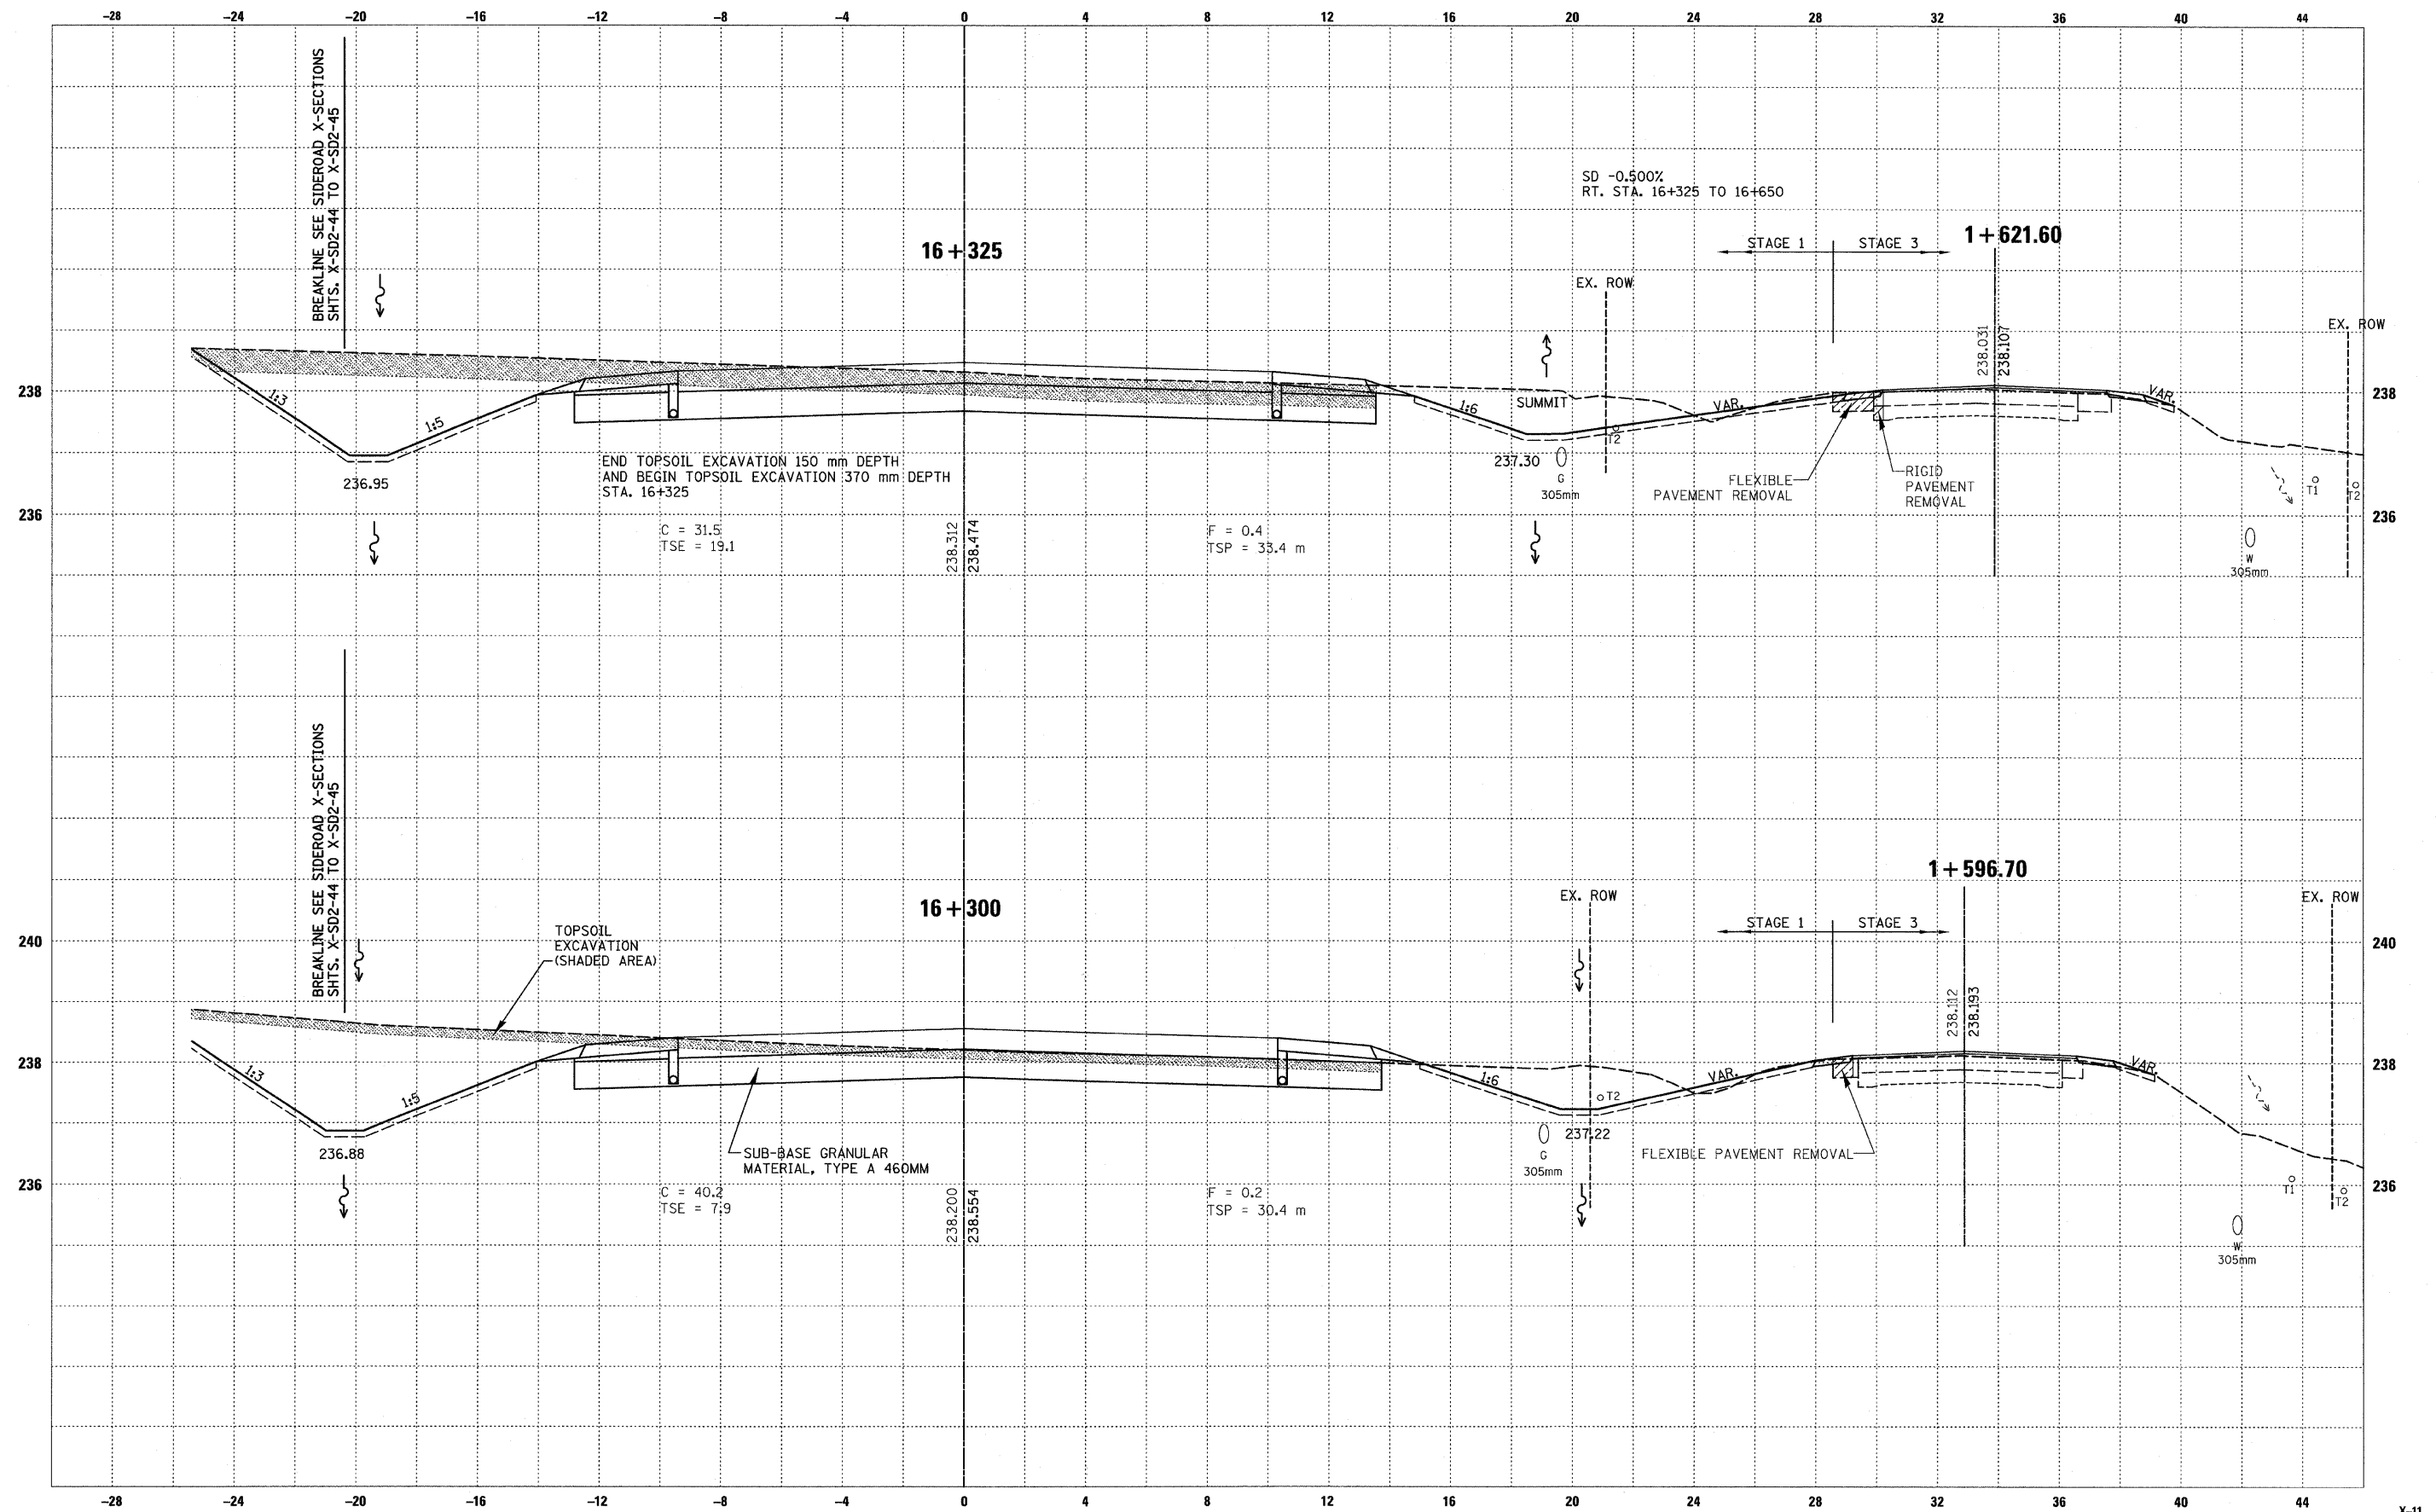 -28 -24 -20 -16 -12 -8 -4 0 4 8 12 16 20 24 28 32 36 40 44
BREAKLINE SEE SIDEROAD X-SECTIONS
SHTS. X-SD2-44 TO X-SD2-45
SD -0.500%
RT. STA. 16+325 TO 16+650
16+325
STAGE 1
STAGE 3
1+621.60
EX. ROW
EX. ROW
238.031
238.107
238
238
1:3
1:5
1:6
SUMMIT
VAR.
VAR.
T2
236.95
END TOPSOIL EXCAVATION 150 mm DEPTH
AND BEGIN TOPSOIL EXCAVATION 370 mm DEPTH
STA. 16+325
237.30
G
305mm
FLEXIBLE
PAVEMENT REMOVAL
RIGID
PAVEMENT
REMOVAL
T1
T2
236
236
C = 31.5
TSE = 19.1
238.312
238.474
F = 0.4
TSP = 33.4 m
W
305mm
BREAKLINE SEE SIDEROAD X-SECTIONS
SHTS. X-SD2-44 TO X-SD2-45
1+596.70
16+300
EX. ROW
EX. ROW
STAGE 1
STAGE 3
TOPSOIL
EXCAVATION
(SHADED AREA)
240
240
238.112
238.193
238
238
1:3
1:5
1:6
VAR.
VAR.
T2
236.88
237.22
G
305mm
SUB-BASE GRANULAR
MATERIAL, TYPE A 460MM
FLEXIBLE PAVEMENT REMOVAL
T1
T2
236
236
C = 40.2
TSE = 7.9
238.200
238.554
F = 0.2
TSP = 30.4 m
W
305mm
-28 -24 -20 -16 -12 -8 -4 0 4 8 12 16 20 24 28 32 36 40 44